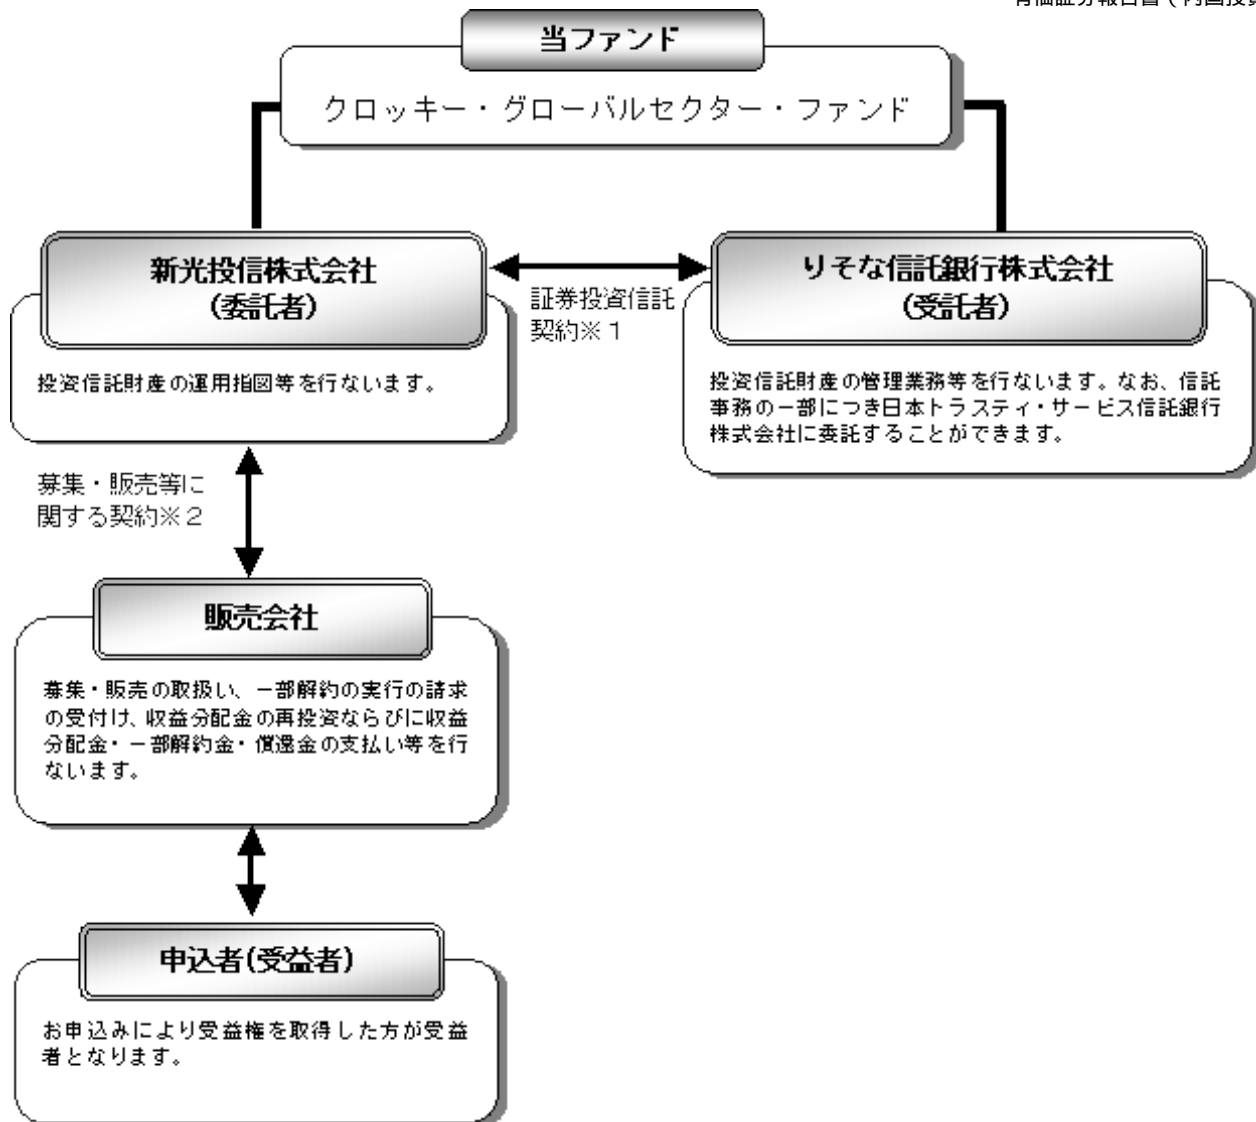 当ファンド
クロッキー・グローバルセクター・ファンド
新光投信株式会社
(委託者)
投資信託財産の運用指図等を行ないます。
証券投資信託
契約※1
りそな信託銀行株式会社
(受託者)
投資信託財産の管理業務等を行ないます。なお、信託
事務の一部につき日本トラスティ・サービス信託銀行
株式会社に委託することができます。
募集・販売等に
関する契約※2
販売会社
募集・販売の取扱い、一部解約の実行の請求
の受付け、収益分配金の再投資ならびに収益
分配金・一部解約金・償還金の支払い等を行
ないます。
申込者(受益者)
お申込みにより受益権を取得した方が受益
者となります。